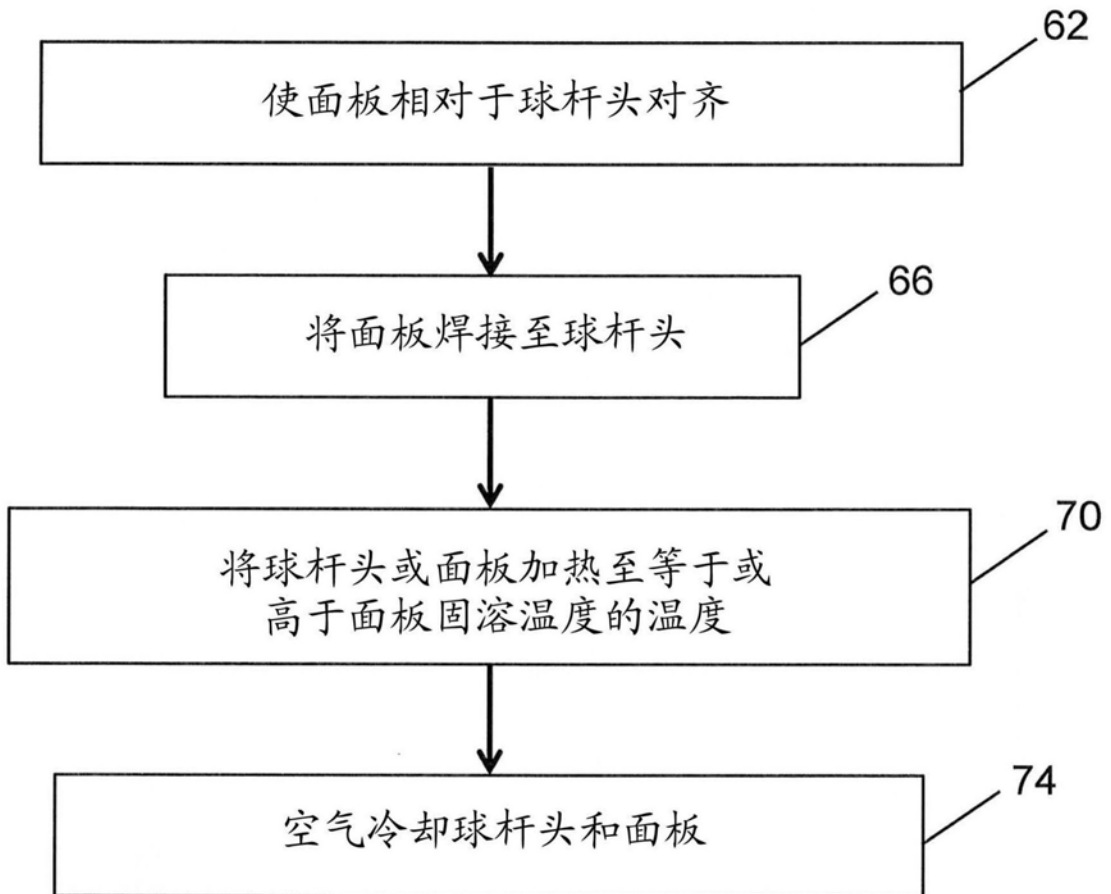 62
使面板相对于球杆头对齐
66
将面板焊接至球杆头
70
将球杆头或面板加热至等于或
高于面板固溶温度的温度
74
空气冷却球杆头和面板